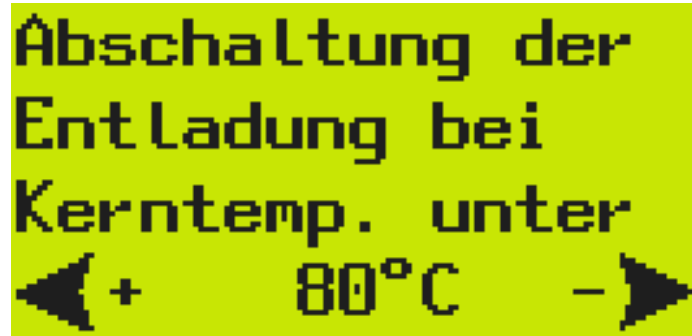 Abschaltung der
Entladung bei
Kerntemp. unter
◀+ 80°C -▶